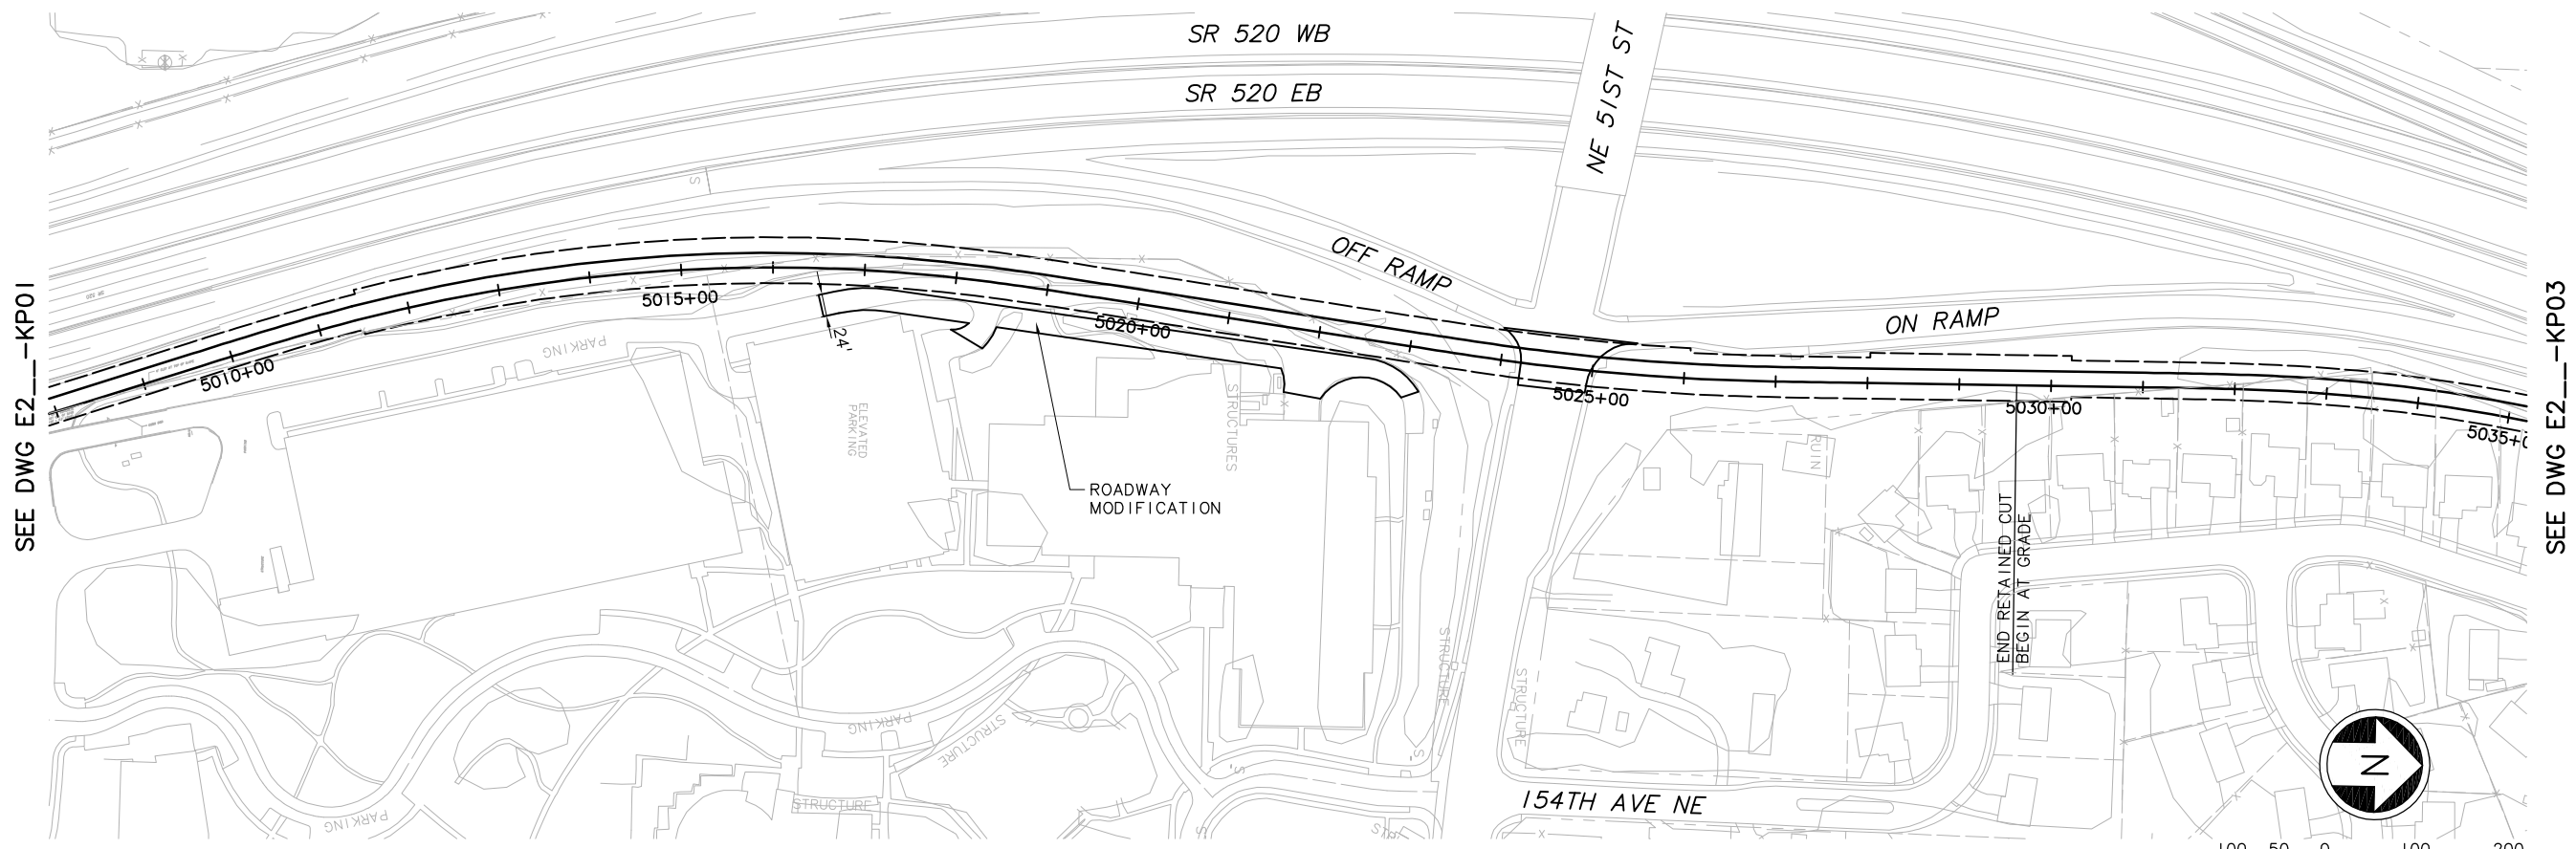 SR 520 WB
SR 520 EB
NE 51ST ST
OFF RAMP
ON RAMP
SEE DWG E2__-KP01
SEE DWG E2__-KP03
S
5010+00
5015+00
5020+00
5025+00
5030+00
5035+0
24'
PARKING
ELEVATED
PARKING
STRUCTURES
ROADWAY
MODIFICATION
RUIN
END RETAINED CUT
BEGIN AT GRADE
STRUCTURE
STRUCTURE
PARKING
STRUCTURE
PARKING
STRUCTURE
S
S
S
STR
154TH AVE NE
N
100 50 0 100 200